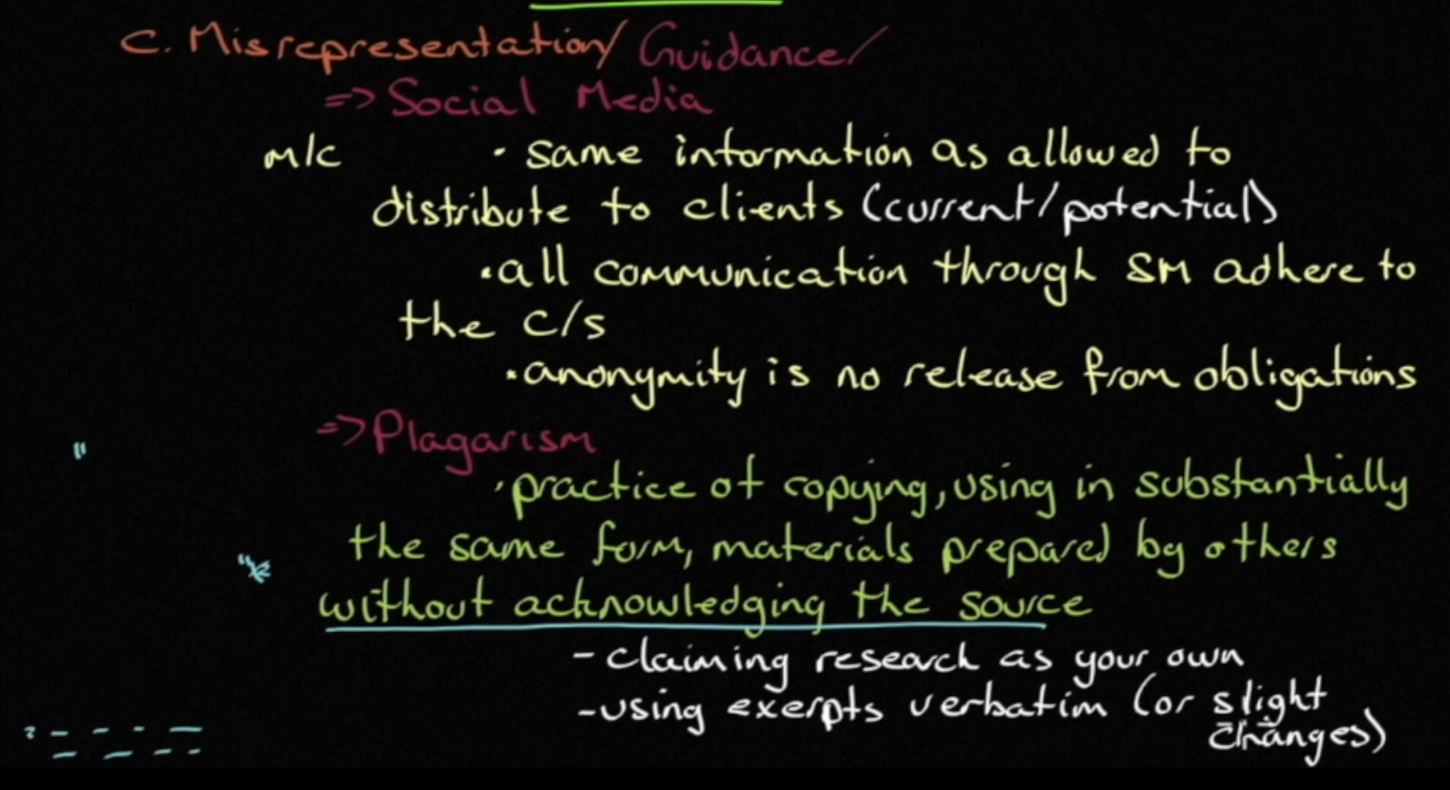 C. Misrepresentation/ Guidance/
=> Social Media
m/c · same information as allowed to
distribute to clients (current/potential)
· all communication through SM adhere to
the C/S
· anonymity is no release from obligations
=> Plagarism
· practice of copying, using in substantially
the same form, materials prepared by others
without acknowledging the source
- claiming research as your own
- using exerpts verbatim (or slight
changes)